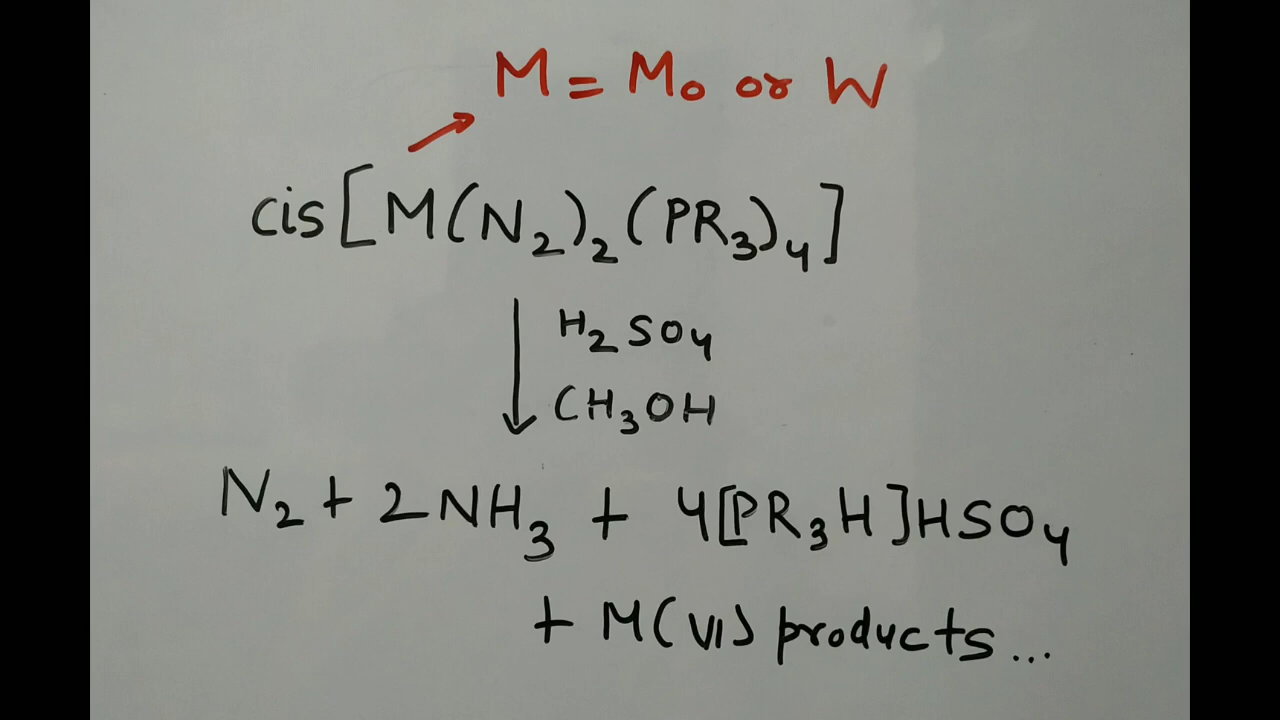 M = Mo or W
cis[M(N₂)₂(PR₃)₄]
H₂SO₄
CH₃OH
N₂ + 2NH₃ + 4[PR₃H]HSO₄
+ M(VI) products...